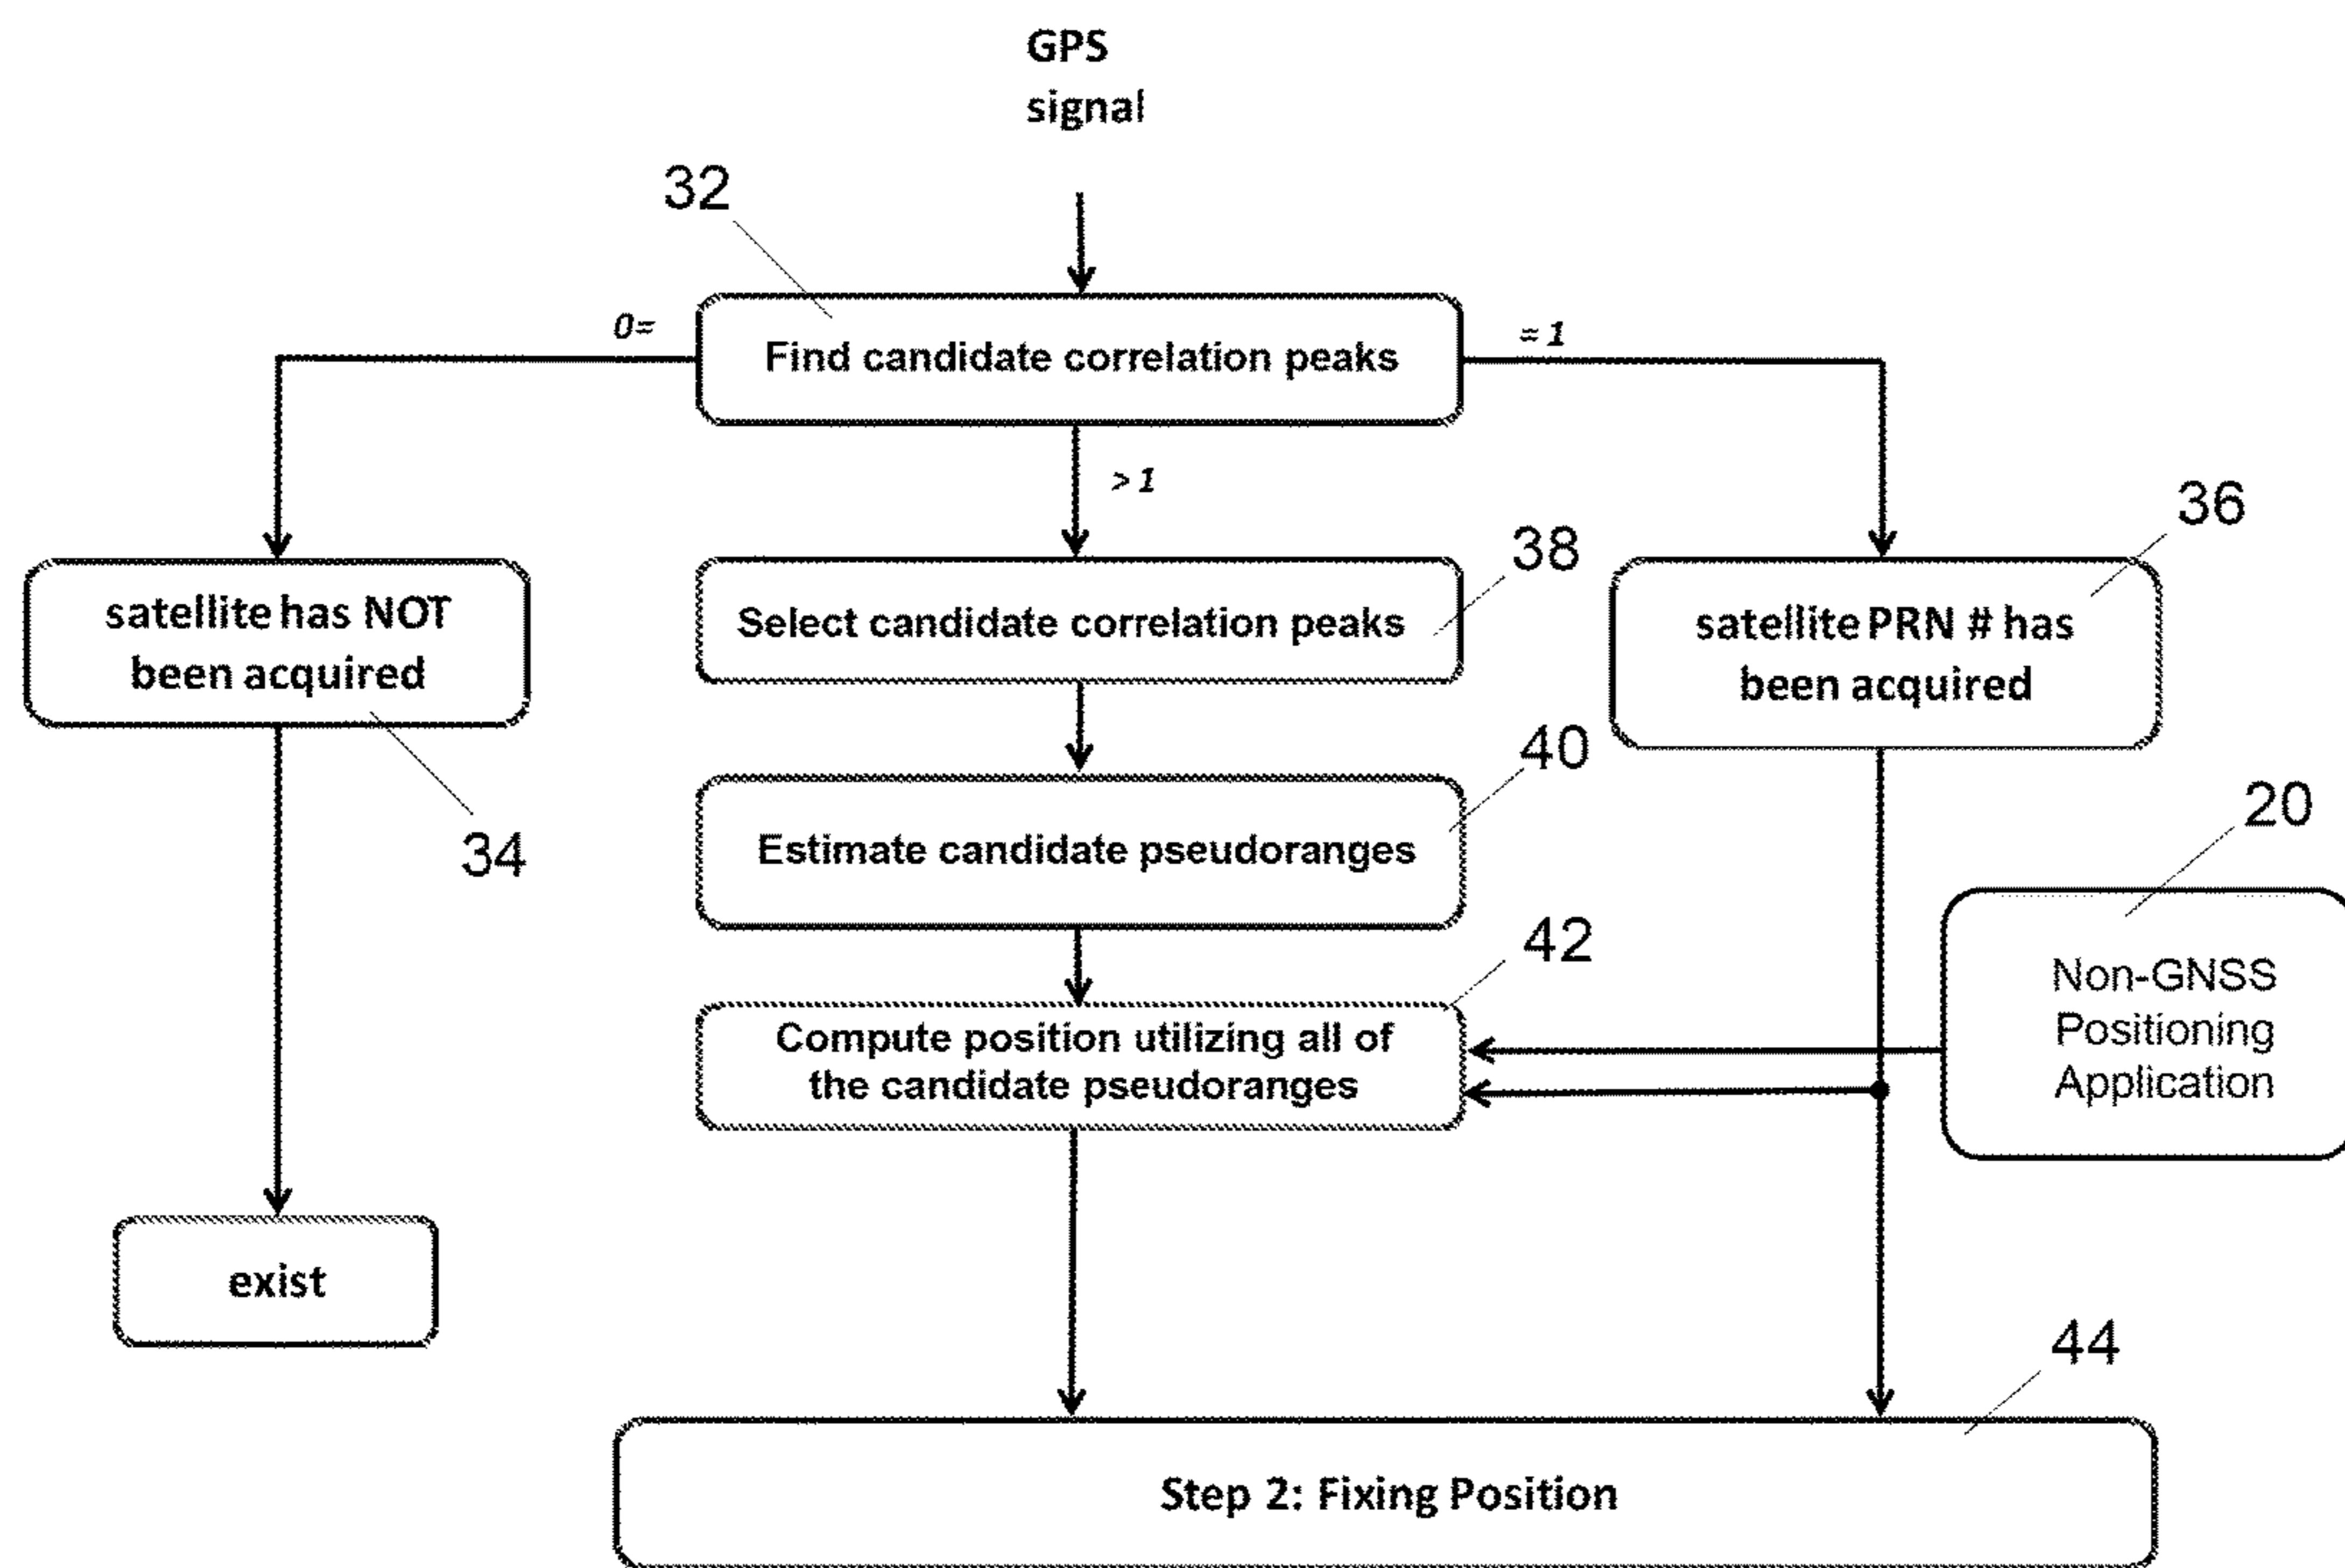 GPS
signal
32
0=
Find candidate correlation peaks
= 1
> 1
36
38
satellite has NOT
been acquired
Select candidate correlation peaks
satellite PRN # has
been acquired
40
20
34
Estimate candidate pseudoranges
42
Non-GNSS
Positioning
Application
Compute position utilizing all of
the candidate pseudoranges
exist
44
Step 2: Fixing Position